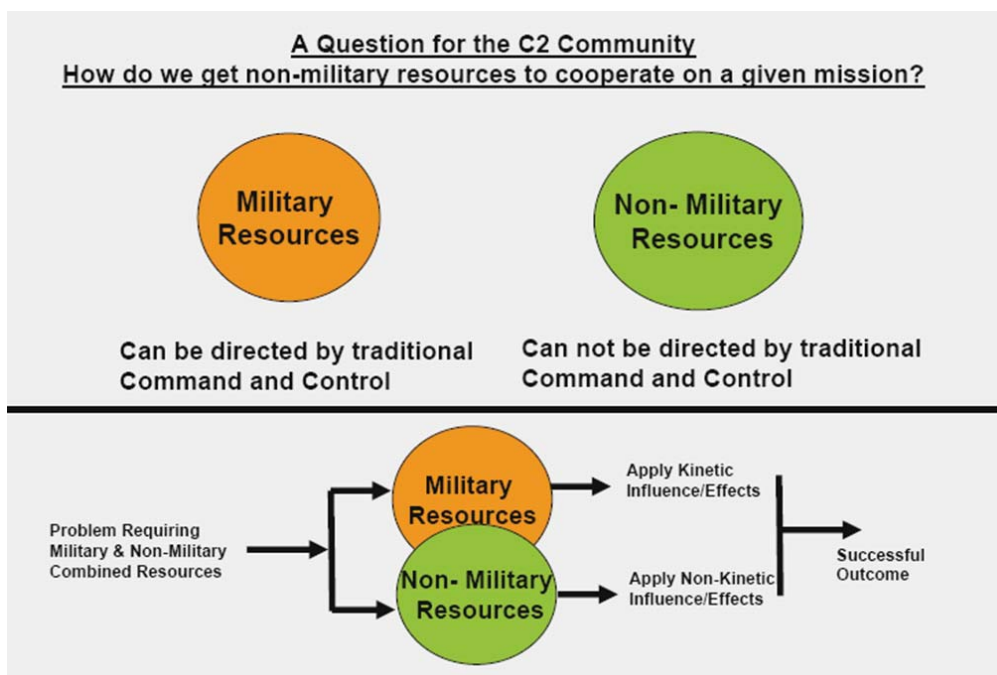 A Question for the C2 Community
How do we get non-military resources to cooperate on a given mission?
Military
Resources
Non- Military
Resources
Can be directed by traditional
Command and Control
Can not be directed by traditional
Command and Control
Problem Requiring
Military & Non-Military
Combined Resources
Military
Resources
Non- Military
Resources
Apply Kinetic
Influence/Effects
Apply Non-Kinetic
Influence/Effects
Successful
Outcome